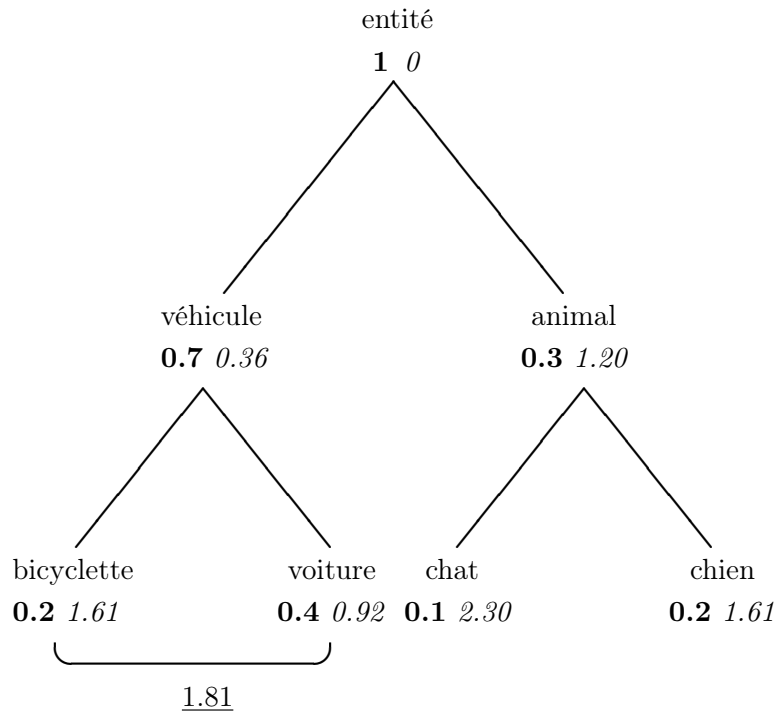 entité
1 0
véhicule animal
0.7 0.36 0.3 1.20
bicyclette voiture chat chien
0.2 1.61 0.4 0.92 0.1 2.30 0.2 1.61
1.81